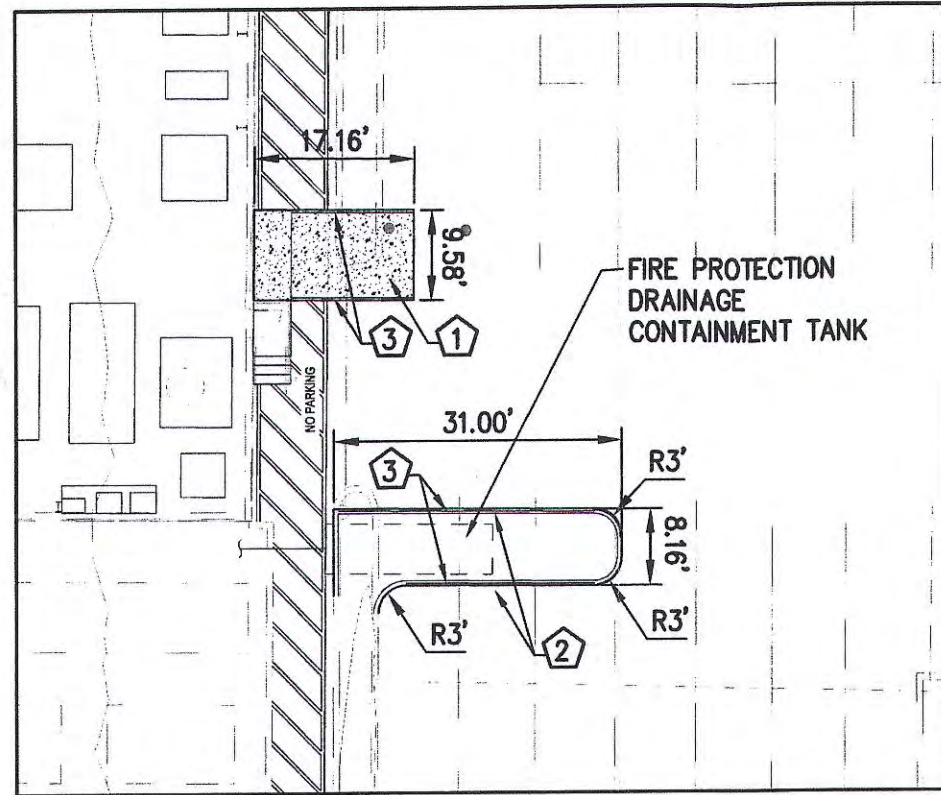 17.16'
9.58'
FIRE PROTECTION
DRAINAGE
CONTAINMENT TANK
3
1
NO PARKING
31.00'
3
R3'
8.16'
R3'
R3'
2